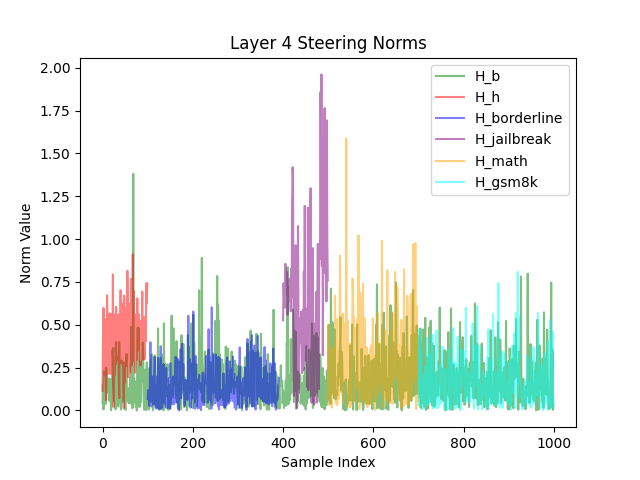 Layer 4 Steering Norms
Norm Value
2.00
1.75
1.50
1.25
1.00
0.75
0.50
0.25
0.00
H_b
H_h
H_borderline
H_jailbreak
H_math
H_gsm8k
0
200
400
600
800
1000
Sample Index